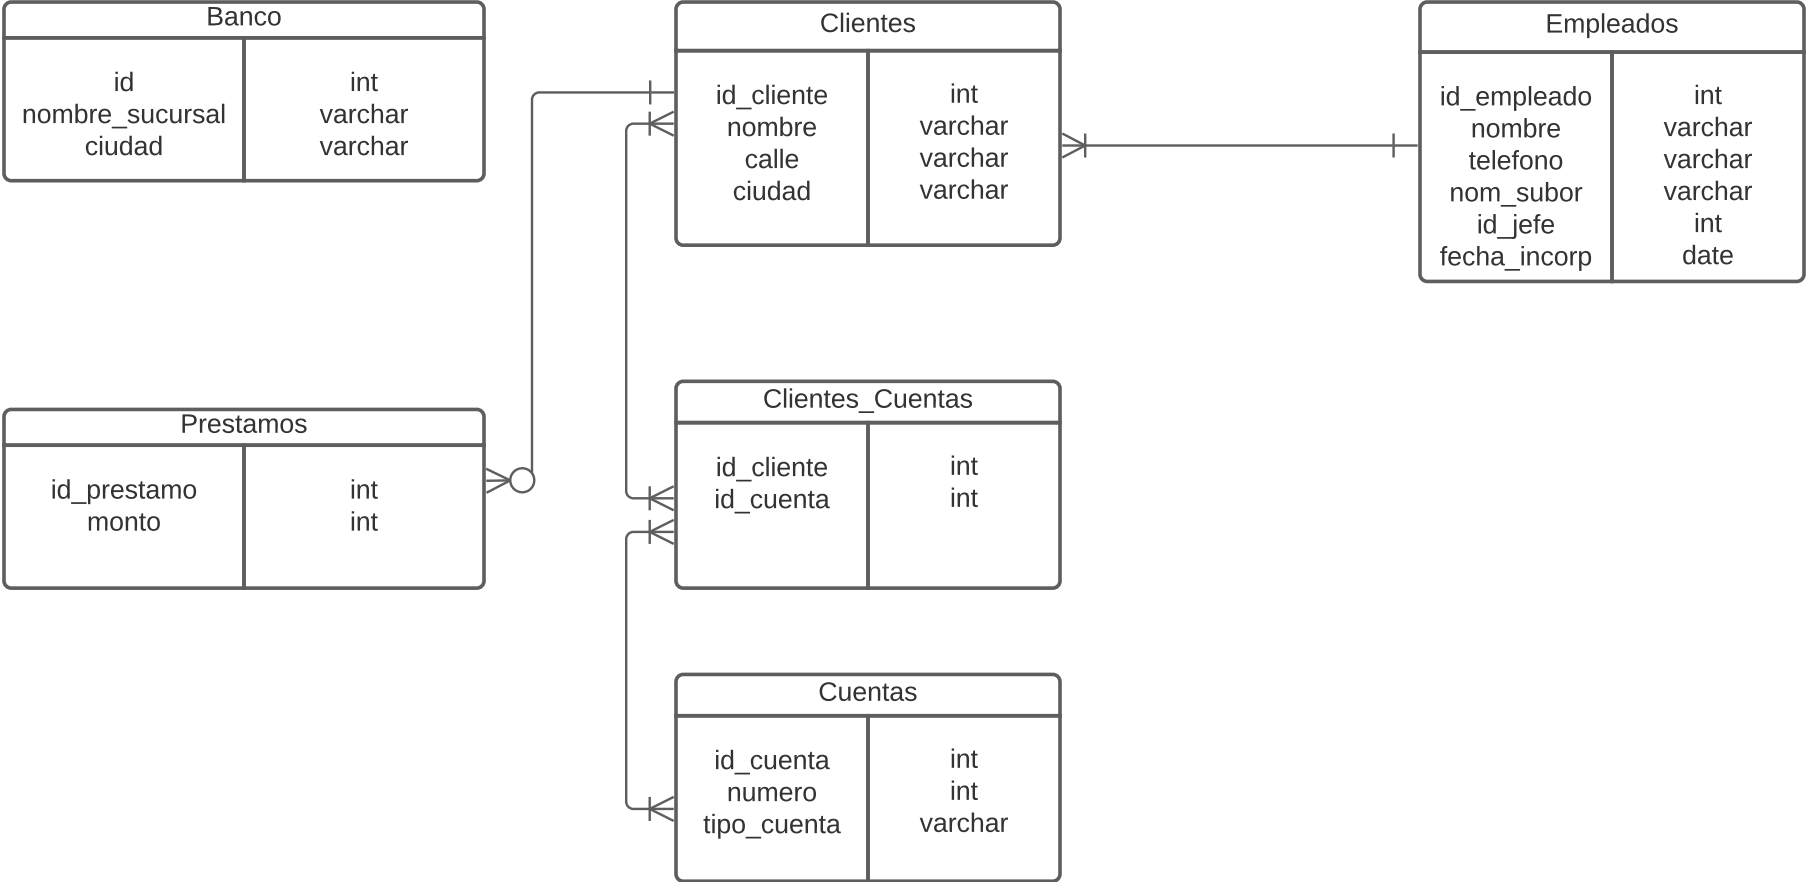 Banco
id int
nombre_sucursal varchar
ciudad varchar
Clientes
id_cliente int
nombre varchar
calle varchar
ciudad varchar
Empleados
id_empleado int
nombre varchar
telefono varchar
nom_subor varchar
id_jefe int
fecha_incorp date
Prestamos
id_prestamo int
monto int
Clientes_Cuentas
id_cliente int
id_cuenta int
Cuentas
id_cuenta int
numero int
tipo_cuenta varchar